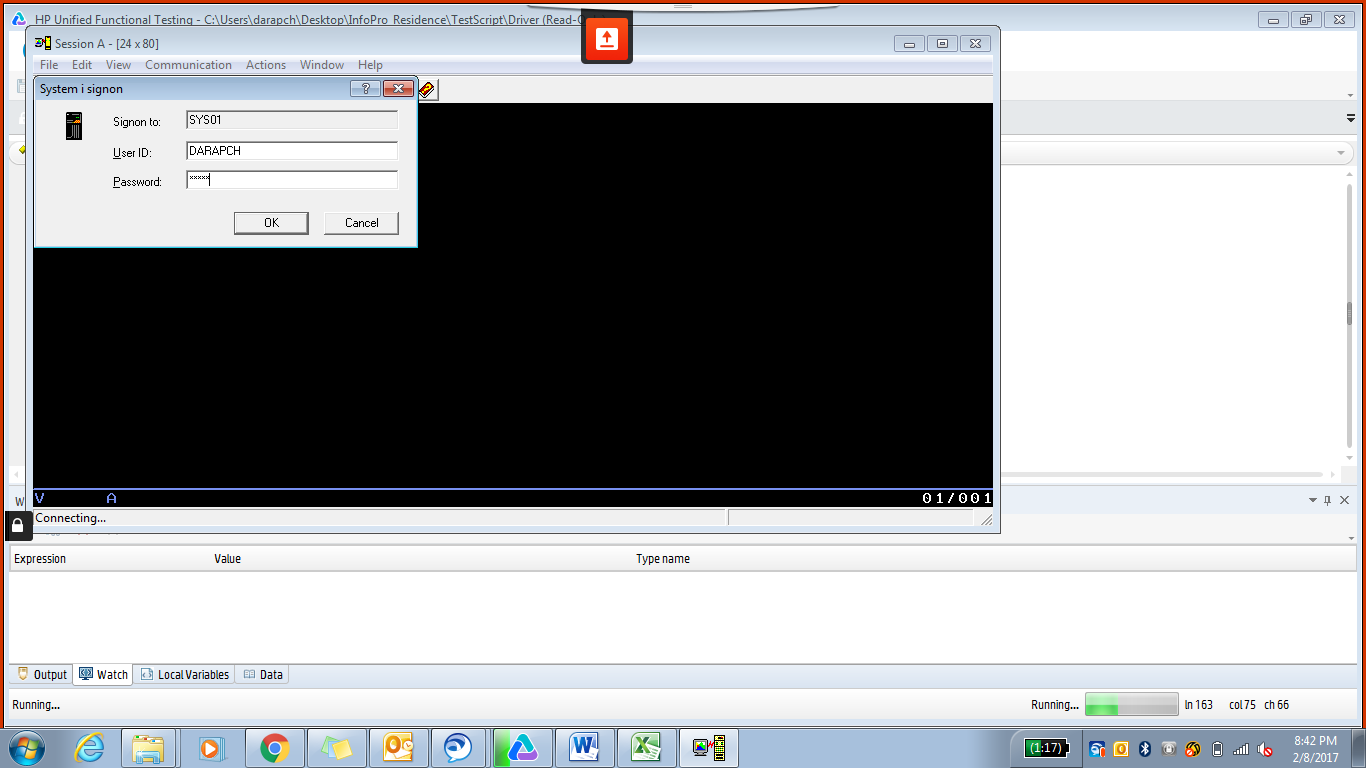 HP Unified Functional Testing - C:\Users\darapch\Desktop\InfoPro_Residence\TestScript\Driver (Read-
Session A - [24 x 80]
File Edit View Communication Actions Window Help
System i signon
?
Signon to: SYS01
User ID: DARAPCH
Password: *****
OK Cancel
V A 01/001
Connecting...
Expression Value Type name
Output Watch Local Variables Data
Running... Running... ln 163 col 75 ch 66
(1:17) 8:42 PM
2/8/2017